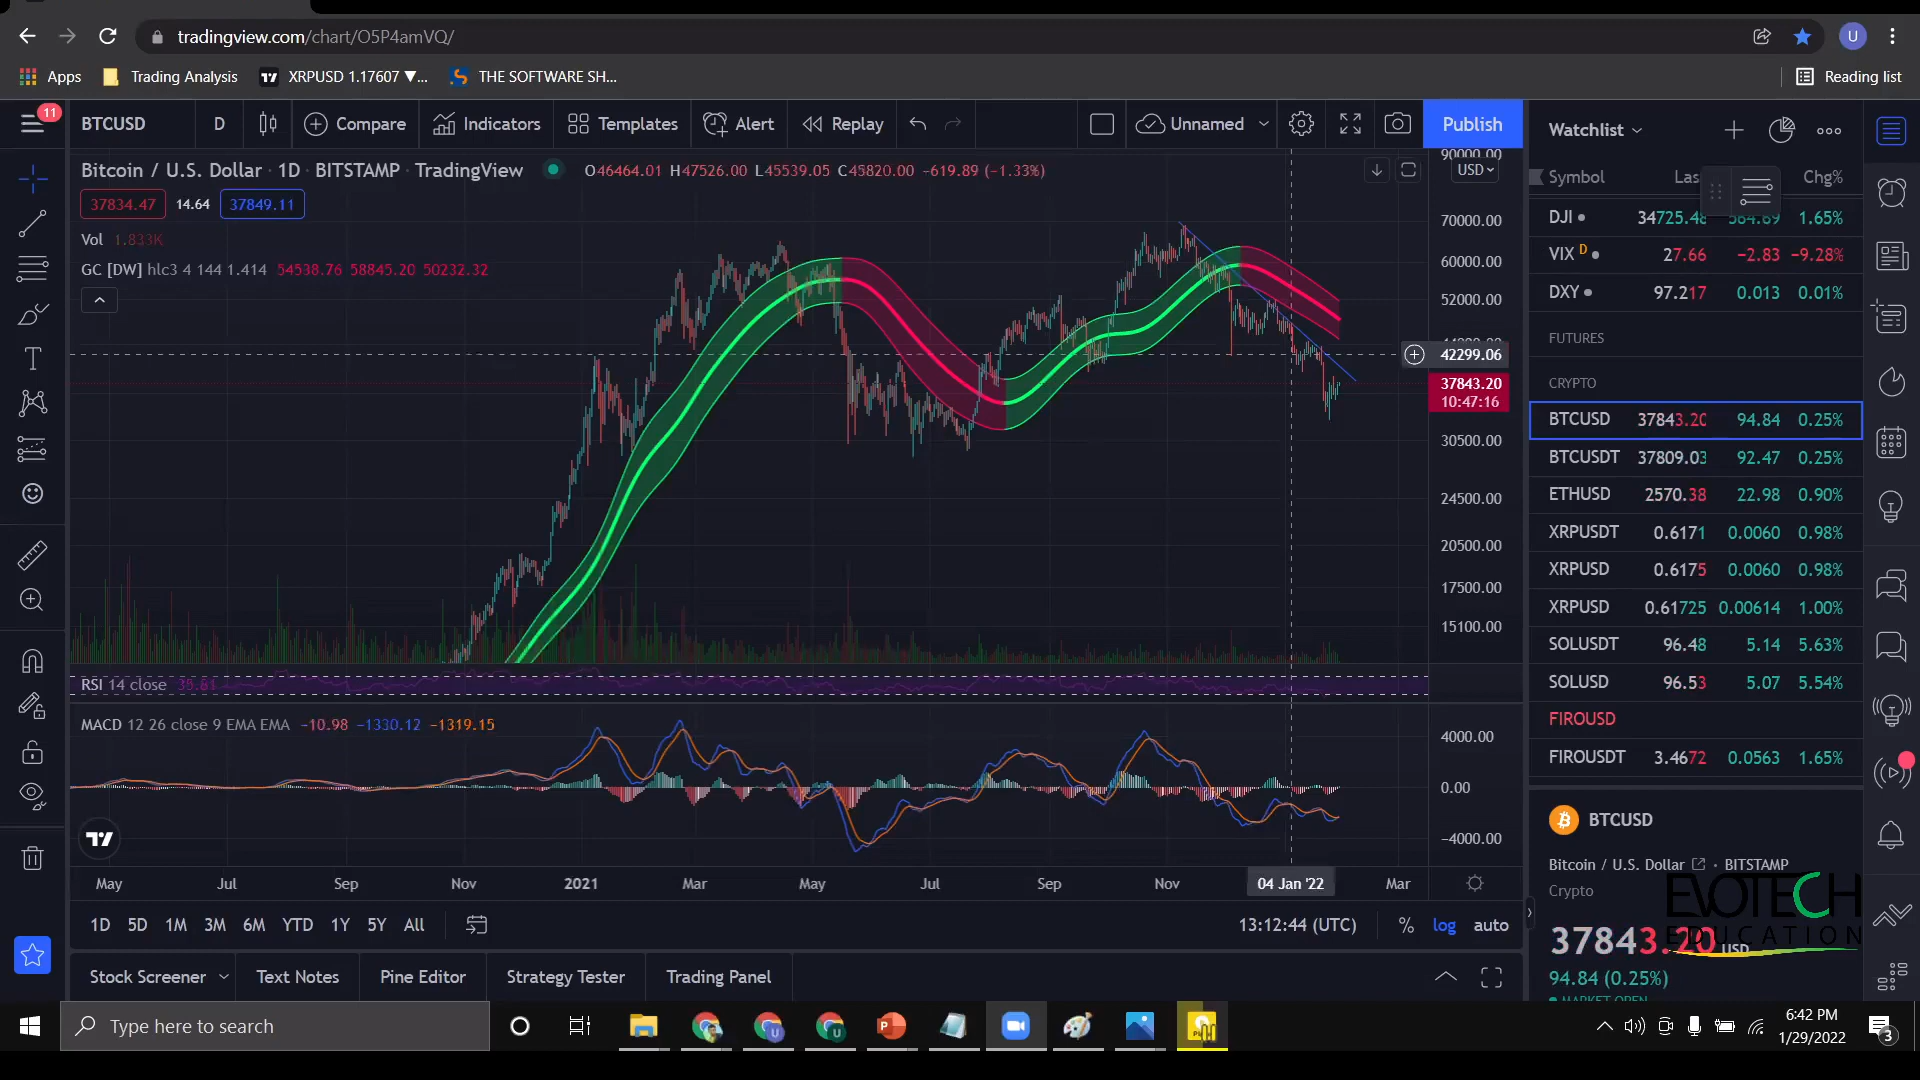 tradingview.com/chart/O5P4amVQ/
U
Apps
Trading Analysis
XRPUSD 1.17607 ▼...
THE SOFTWARE SH...
Reading list
11
BTCUSD
D
Compare
Indicators
Templates
Alert
Replay
Unnamed
Publish
Watchlist
Bitcoin / U.S. Dollar · 1D · BITSTAMP · TradingView
O46464.01 H47526.00 L45539.05 C45820.00 −619.89 (−1.33%)
37834.47 14.64 37849.11
Vol 1.833K
GC [DW] hlc3 4 144 1.414 54538.76 58845.20 50232.32
90000.00
USD
70000.00
60000.00
52000.00
42299.06
37843.20
10:47:16
30500.00
24500.00
20500.00
17500.00
15100.00
RSI 14 close
MACD 12 26 close 9 EMA EMA −10.98 −1330.12 −1319.15
4000.00
0.00
−4000.00
May Jul Sep Nov 2021 Mar May Jul Sep Nov 04 Jan '22 Mar
1D 5D 1M 3M 6M YTD 1Y 5Y All
13:12:44 (UTC) % log auto
Stock Screener
Text Notes
Pine Editor
Strategy Tester
Trading Panel
Symbol Las Chg%
DJI 34725.48 564.69 1.65%
VIX D 27.66 −2.83 −9.28%
DXY 97.217 0.013 0.01%
FUTURES
CRYPTO
BTCUSD 37843.20 94.84 0.25%
BTCUSDT 37809.03 92.47 0.25%
ETHUSD 2570.38 22.98 0.90%
XRPUSDT 0.6171 0.0060 0.98%
XRPUSD 0.6175 0.0060 0.98%
XRPUSD 0.61725 0.00614 1.00%
SOLUSDT 96.48 5.14 5.63%
SOLUSD 96.53 5.07 5.54%
FIROUSD
FIROUSDT 3.4672 0.0563 1.65%
BTCUSD
Bitcoin / U.S. Dollar · BITSTAMP
Crypto
EVOTECH
EDUCATION
37843.20 USD
94.84 (0.25%)
MARKET OPEN
Type here to search
6:42 PM
1/29/2022
3